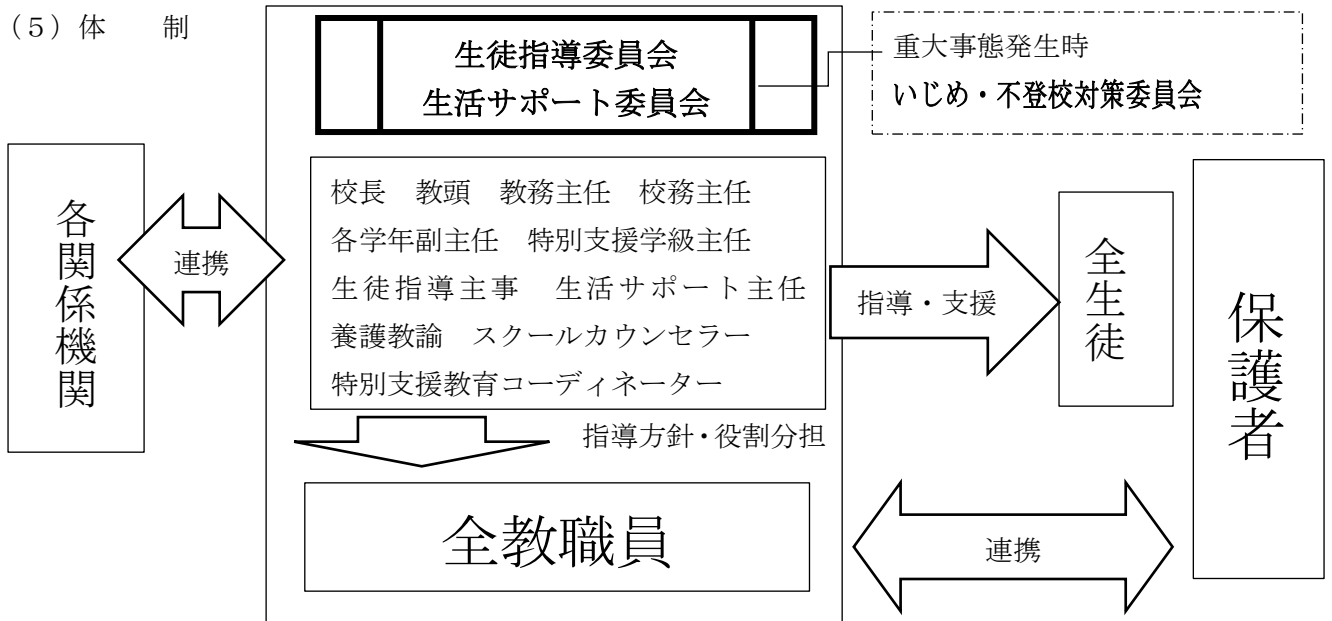 （５）体　　制
生徒指導委員会
生活サポート委員会
重大事態発生時
いじめ・不登校対策委員会
各関係機関
連携
校長　教頭　教務主任　校務主任
各学年副主任　特別支援学級主任
生徒指導主事　生活サポート主任
養護教諭　スクールカウンセラー
特別支援教育コーディネーター
指導・支援
全生徒
保護者
指導方針・役割分担
全教職員
連携